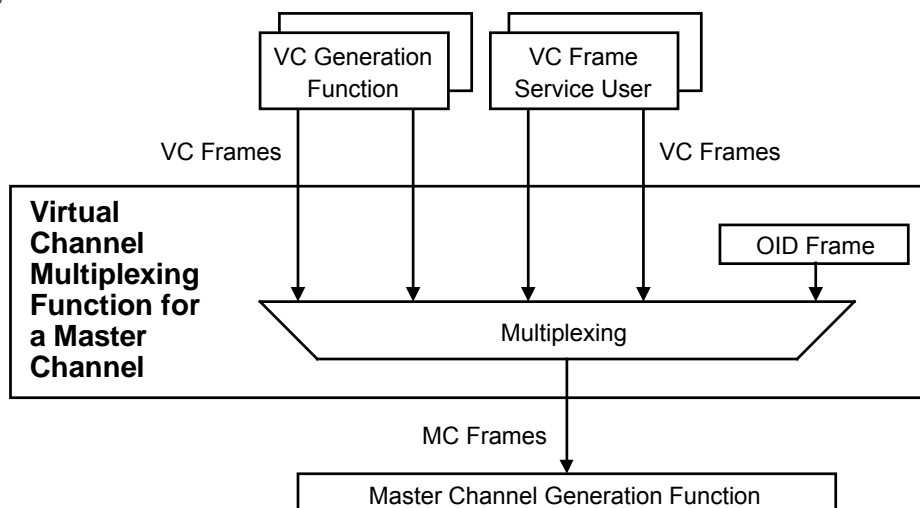 VC Generation
Function
VC Frame
Service User
VC Frames
VC Frames
Virtual
Channel
Multiplexing
Function for
a Master
Channel
OID Frame
Multiplexing
MC Frames
Master Channel Generation Function